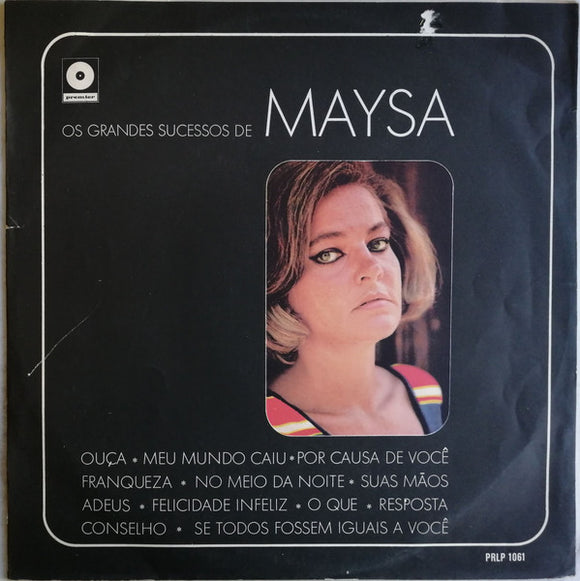 premier
OS GRANDES SUCESSOS DE MAYSA
OUÇA * MEU MUNDO CAIU * POR CAUSA DE VOCÊ
FRANQUEZA * NO MEIO DA NOITE * SUAS MÃOS
ADEUS * FELICIDADE INFELIZ * O QUE * RESPOSTA
CONSELHO * SE TODOS FOSSEM IGUAIS A VOCÊ
PRLP 1061